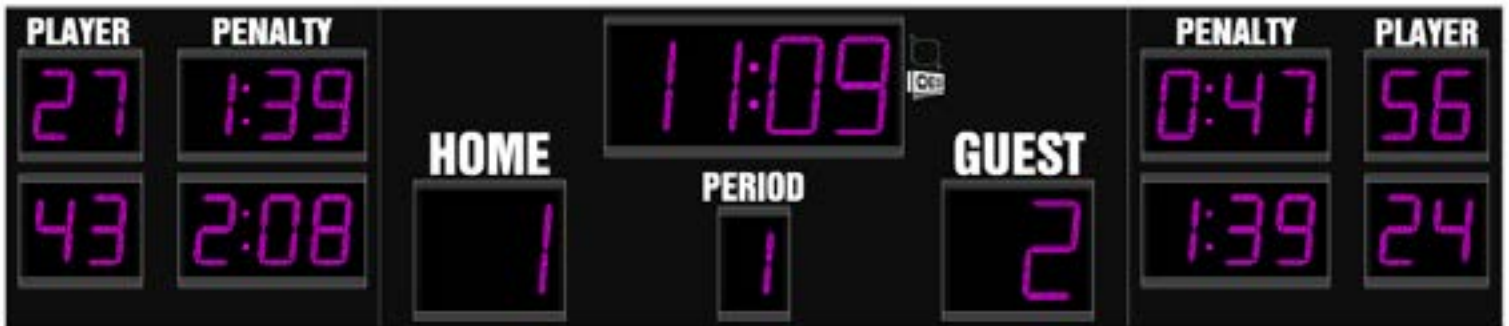 PLAYER PENALTY 11:09 PENALTY PLAYER
27 1:39 0:47 56
HOME GUEST
PERIOD
43 2:08 1 1 2 1:39 24